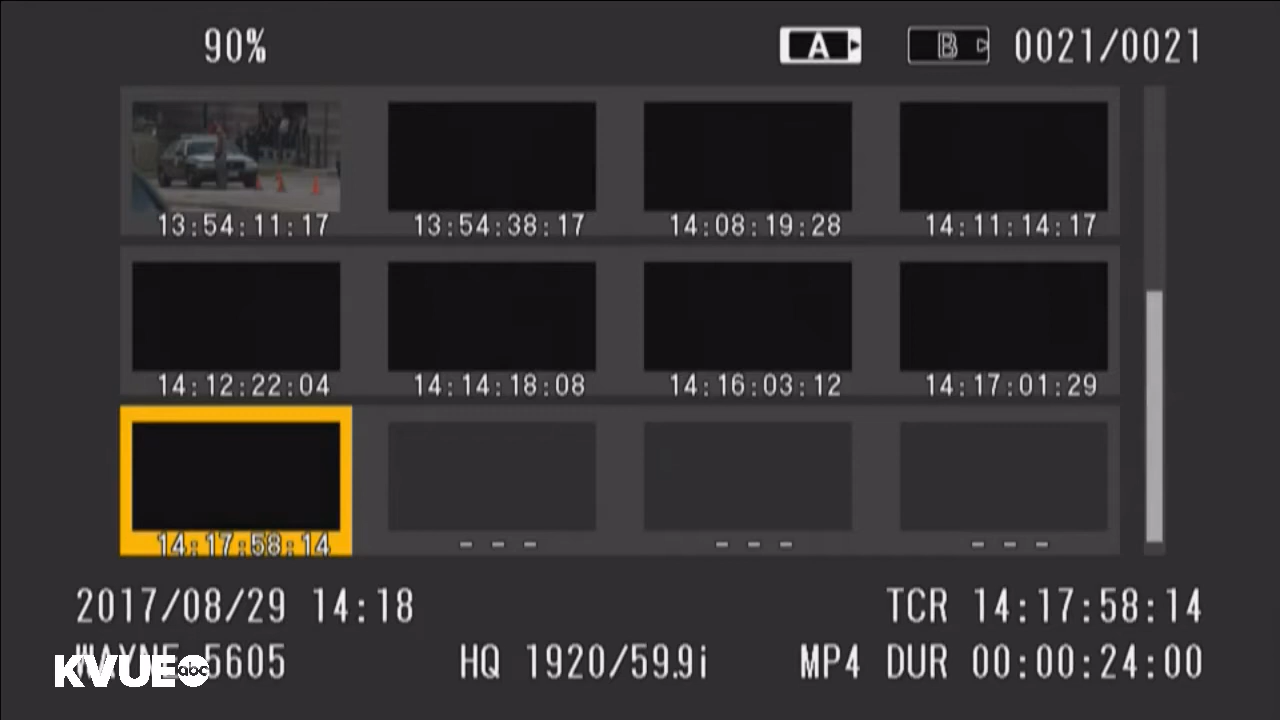 90% A B 0021/0021
13:54:11:17 13:54:38:17 14:08:19:28 14:11:14:17
14:12:22:04 14:14:18:08 14:16:03:12 14:17:01:29
14:17:58:14 - - - - - - - - -
2017/08/29 14:18 TCR 14:17:58:14
WAYNE 5605 HQ 1920/59.9i MP4 DUR 00:00:24:00
KVUE abc